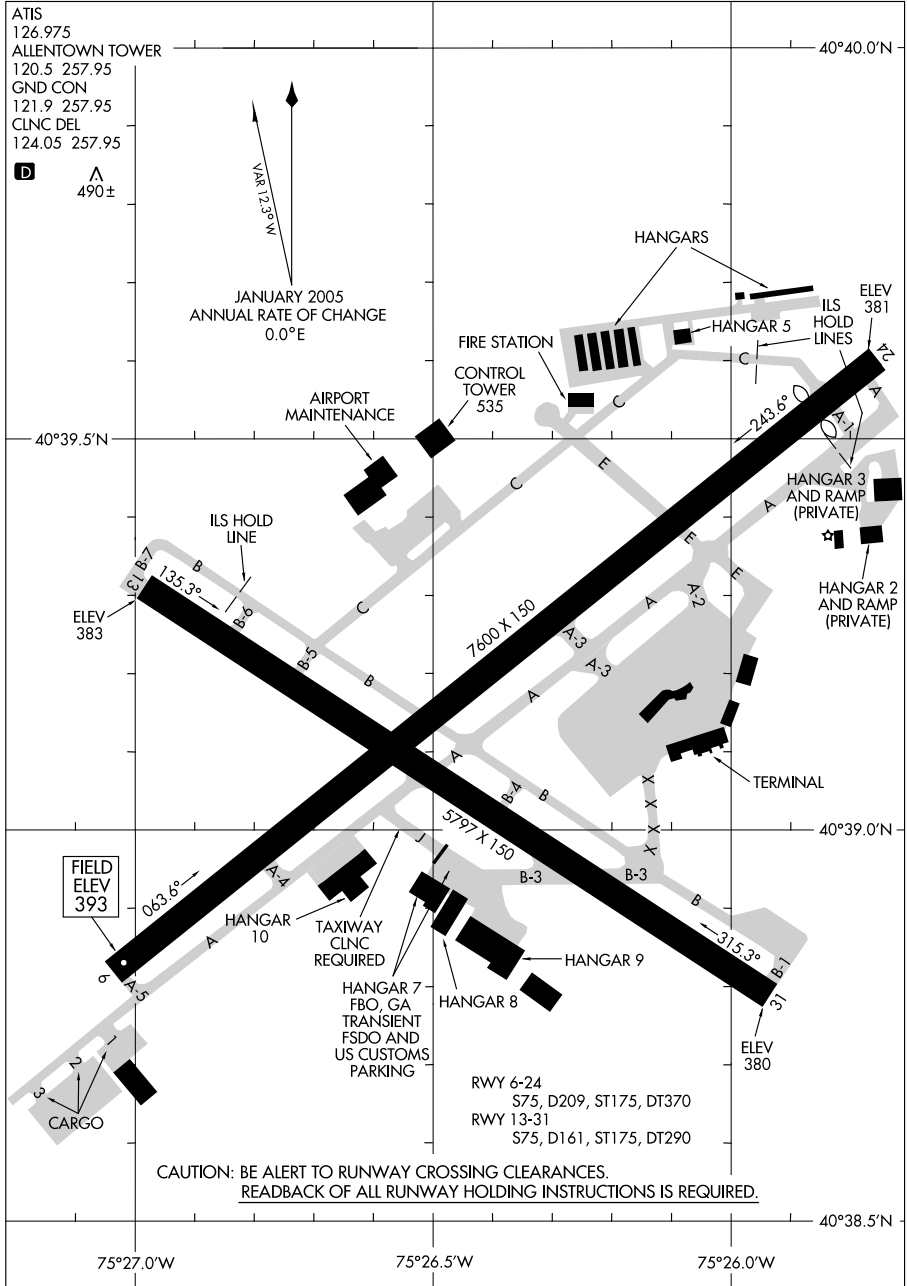 ATIS
126.975
ALLENTOWN TOWER
120.5 257.95
GND CON
121.9 257.95
CLNC DEL
124.05 257.95
D
490±
VAR 12.3° W
JANUARY 2005
ANNUAL RATE OF CHANGE
0.0°E
40°40.0'N
HANGARS
HANGAR 5
ILS
HOLD
LINES
ELEV
381
24
FIRE STATION
CONTROL
TOWER
535
AIRPORT
MAINTENANCE
C
C
C
C
A
A-1
243.6°
40°39.5'N
40°39.5'N
E
E
E
A
HANGAR 3
AND RAMP
(PRIVATE)
HANGAR 2
AND RAMP
(PRIVATE)
ILS HOLD
LINE
B-7
13
B
135.3°
B-6
ELEV
383
B-5
B
7600 X 150
A-2
A
A-3
A-3
A
A
TERMINAL
B-4
B
X
X
X
X
X
5797 X 150
40°39.0'N
40°39.0'N
J
B-3
B-3
B
A-4
FIELD
ELEV
393
063.6°
HANGAR
10
TAXIWAY
CLNC
REQUIRED
A
315.3°
B-1
31
HANGAR 9
HANGAR 8
HANGAR 7
FBO, GA
TRANSIENT
FSDO AND
US CUSTOMS
PARKING
6
A-5
ELEV
380
1
2
3
CARGO
RWY 6-24
S75, D209, ST175, DT370
RWY 13-31
S75, D161, ST175, DT290
CAUTION: BE ALERT TO RUNWAY CROSSING CLEARANCES.
READBACK OF ALL RUNWAY HOLDING INSTRUCTIONS IS REQUIRED.
40°38.5'N
75°27.0'W
75°26.5'W
75°26.0'W